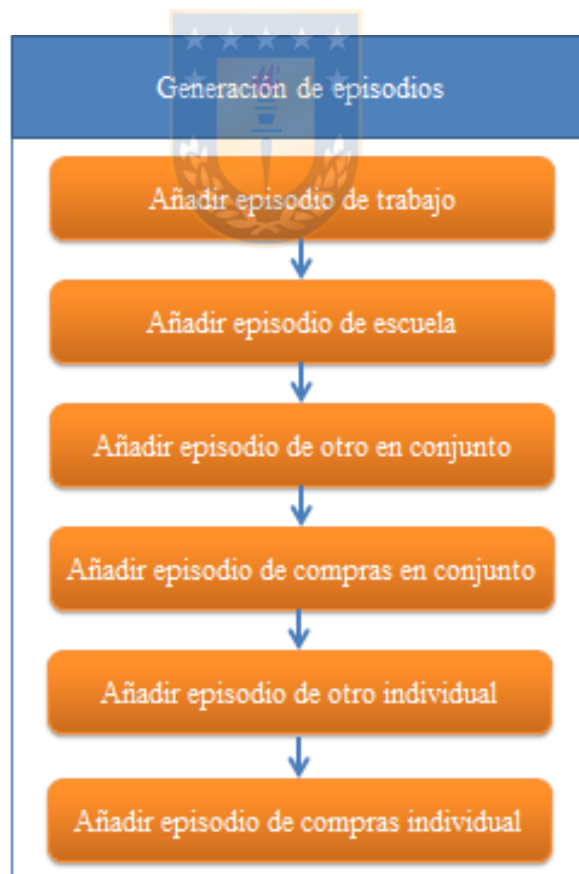 Generación de episodios
Añadir episodio de trabajo
Añadir episodio de escuela
Añadir episodio de otro en conjunto
Añadir episodio de compras en conjunto
Añadir episodio de otro individual
Añadir episodio de compras individual